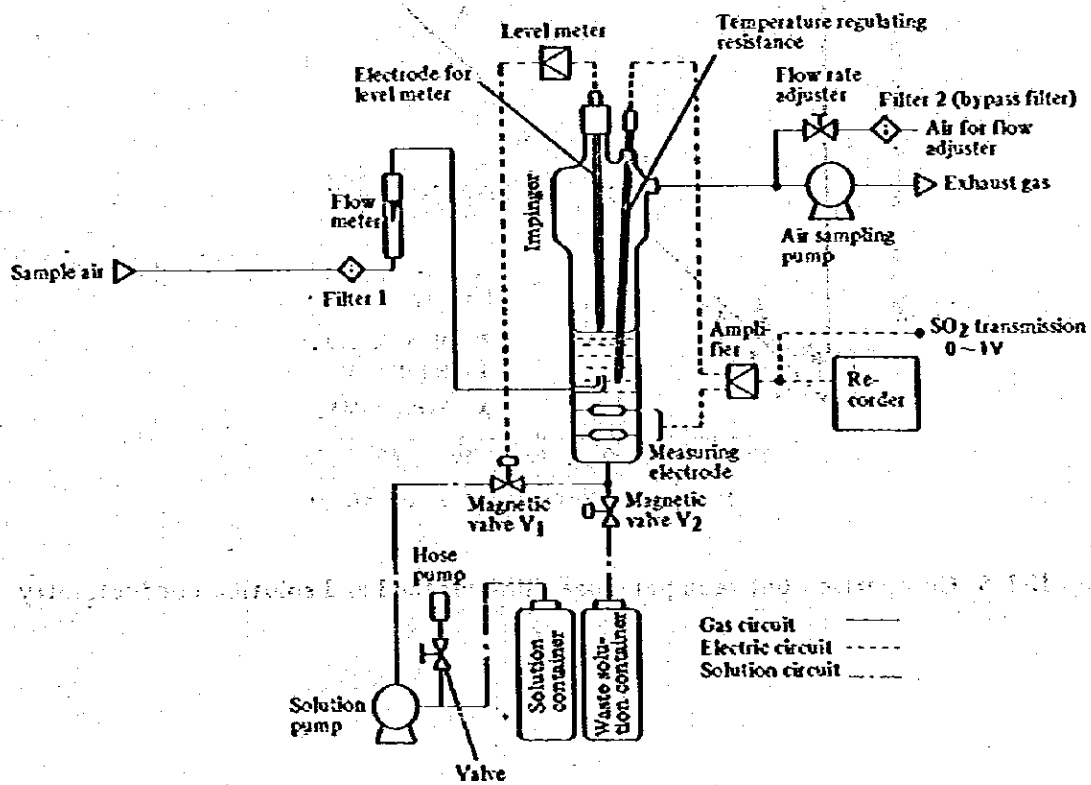 Level meter
Temperature regulating
resistance
Electrode for
level meter
Flow rate
adjuster
Filter 2 (bypass filter)
Air for flow
adjuster
Exhaust gas
Air sampling
pump
Impinger
Flow
meter
Sample air
Filter 1
Ampli-
fier
SO₂ transmission
0~1V
Re-
corder
Measuring
electrode
Magnetic
valve V₁
Magnetic
valve V₂
Hose
pump
Solution
container
Waste solu-
tion container
Solution
pump
Valve
Gas circuit
Electric circuit
Solution circuit